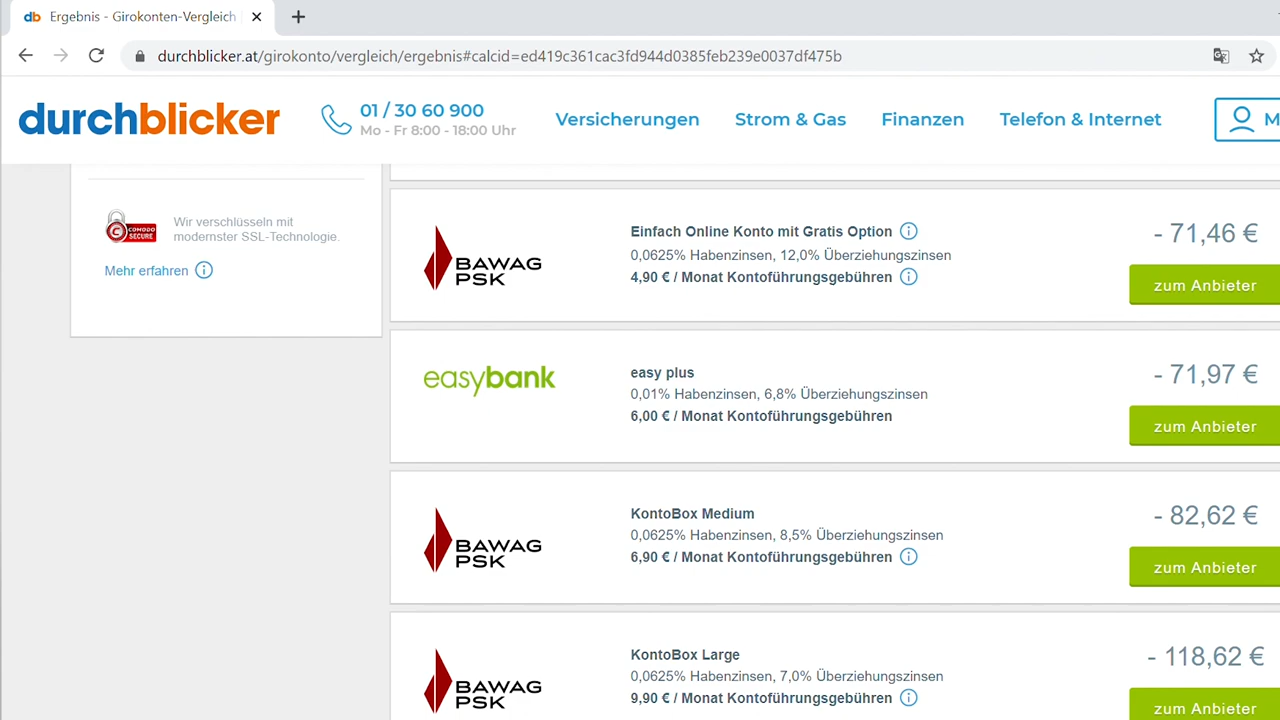 db Ergebnis - Girokonten-Vergleich
durchblicker.at/girokonto/vergleich/ergebnis#calcid=ed419c361cac3fd944d0385feb239e0037df475b
durchblicker
01 / 30 60 900
Mo - Fr 8:00 - 18:00 Uhr
Versicherungen
Strom & Gas
Finanzen
Telefon & Internet
M
COMODO
SECURE
Wir verschlüsseln mit
modernster SSL-Technologie.
Mehr erfahren
BAWAG
PSK
Einfach Online Konto mit Gratis Option
0,0625% Habenzinsen, 12,0% Überziehungszinsen
4,90 € / Monat Kontoführungsgebühren
- 71,46 €
zum Anbieter
easybank
easy plus
0,01% Habenzinsen, 6,8% Überziehungszinsen
6,00 € / Monat Kontoführungsgebühren
- 71,97 €
zum Anbieter
BAWAG
PSK
KontoBox Medium
0,0625% Habenzinsen, 8,5% Überziehungszinsen
6,90 € / Monat Kontoführungsgebühren
- 82,62 €
zum Anbieter
BAWAG
PSK
KontoBox Large
0,0625% Habenzinsen, 7,0% Überziehungszinsen
9,90 € / Monat Kontoführungsgebühren
- 118,62 €
zum Anbieter